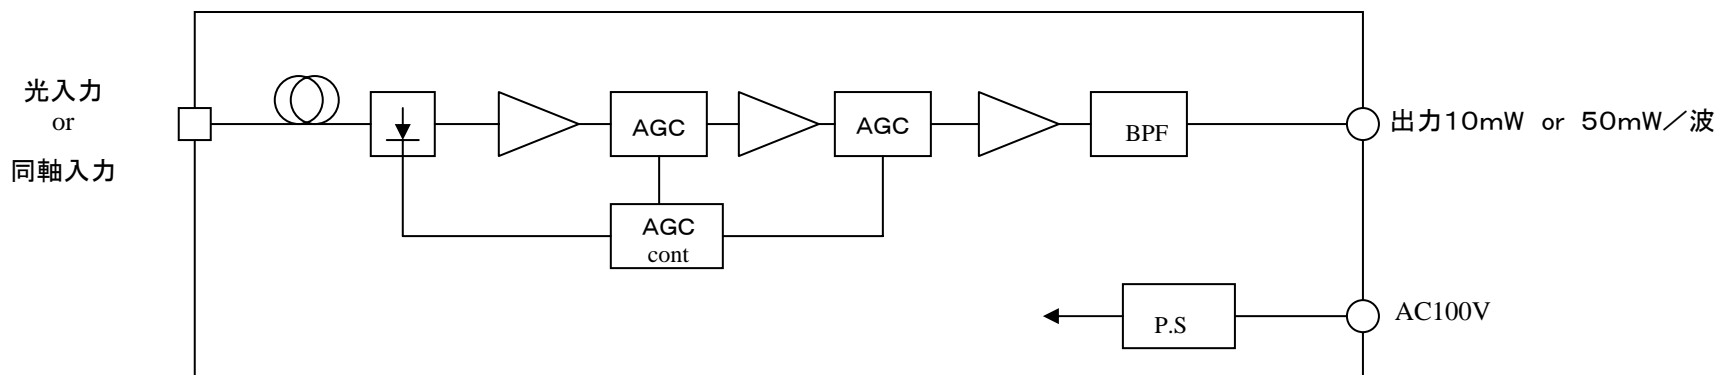 光入力
or
同軸入力
AGC
AGC
BPF
出力10mW or 50mW/波
AGC
cont
P.S
AC100V